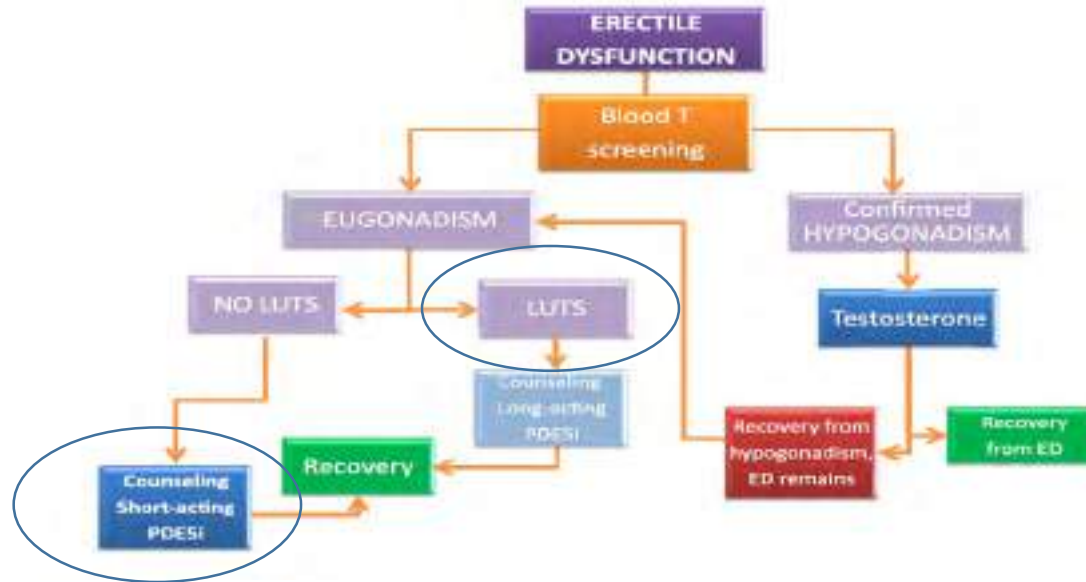 ERECTILE
DYSFUNCTION
Blood T
screening
EUGONADISM
Confirmed
HYPOGONADISM
NO LUTS
LUTS
Testosterone
Counseling
Long-acting
PDESi
Recovery from
hypogonadism,
ED remains
Recovery
from ED
Recovery
Counseling
Short-acting
PDESi